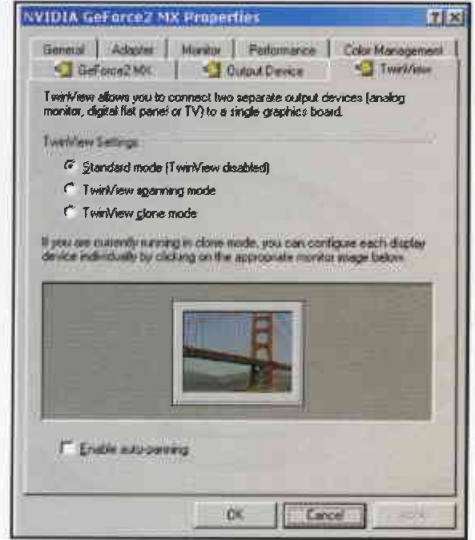 NVIDIA GeForce2 MX Properties
General Adapter Monitor Performance Color Management
GeForce2 MX Output Device TwinView
TwinView allows you to connect two separate output devices (analog
monitor, digital flat panel or TV) to a single graphics board.
TwinView Settings
Standard mode (TwinView disabled)
TwinView spanning mode
TwinView clone mode
If you are currently running in clone mode, you can configure each display
device individually by clicking on the appropriate monitor image below.
Enable auto-panning
OK Cancel Apply